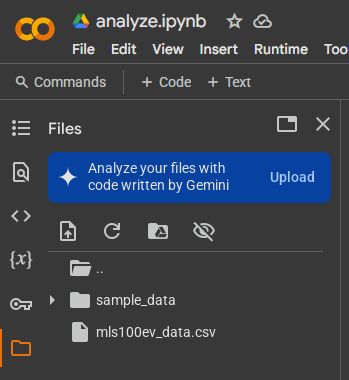 analyze.ipynb
File Edit View Insert Runtime Too
Commands + Code + Text
Files
Analyze your files with
code written by Gemini
Upload
{x}
..
sample_data
mls100ev_data.csv